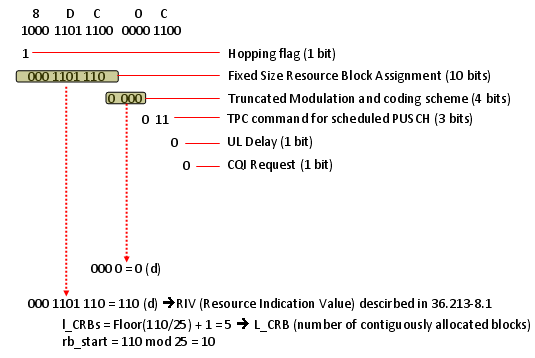 8 D C 0 C
1000 1101 1100 0000 1100
1 Hopping flag (1 bit)
000 1101 110 Fixed Size Resource Block Assignment (10 bits)
0 000 Truncated Modulation and coding scheme (4 bits)
0 11 TPC command for scheduled PUSCH (3 bits)
0 UL Delay (1 bit)
0 CQI Request (1 bit)
000 0 = 0 (d)
000 1101 110 = 110 (d) ➔RIV (Resource Indication Value) descirbed in 36.213-8.1
l_CRBs = Floor(110/25) + 1 = 5 ➔ L_CRB (number of contiguously allocated blocks)
rb_start = 110 mod 25 = 10